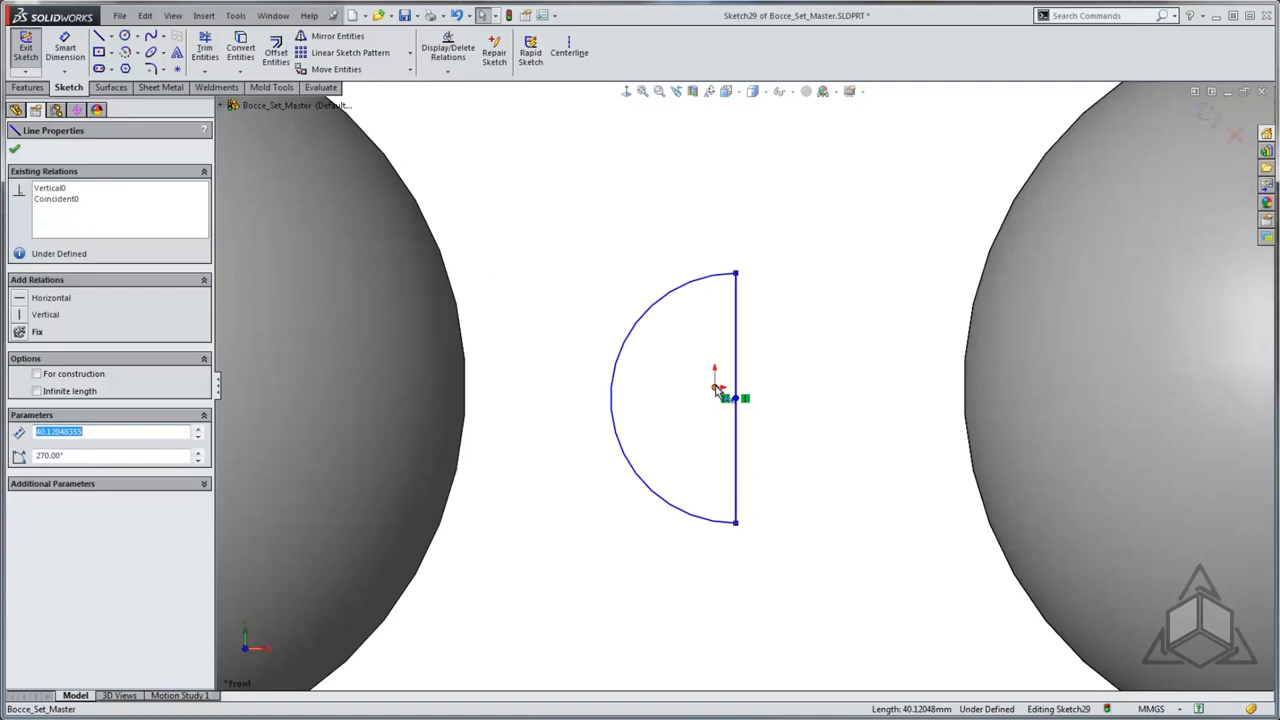 SOLIDWORKS
File
Edit
View
Insert
Tools
Window
Help
Sketch29 of Bocce_Set_Master.SLDPRT *
Search Commands
Exit
Sketch
Smart
Dimension
Trim
Entities
Convert
Entities
Offset
Entities
Mirror Entities
Linear Sketch Pattern
Move Entities
Display/Delete
Relations
Repair
Sketch
Rapid
Sketch
Centerline
Features
Sketch
Surfaces
Sheet Metal
Weldments
Mold Tools
Evaluate
Bocce_Set_Master (Default...
Line Properties
?
Existing Relations
Vertical0
Coincident0
Under Defined
Add Relations
Horizontal
Vertical
Fix
Options
For construction
Infinite length
Parameters
40.12048355
270.00°
Additional Parameters
*Front
Model
3D Views
Motion Study 1
Bocce_Set_Master
Length: 40.12048mm
Under Defined
Editing Sketch29
MMGS